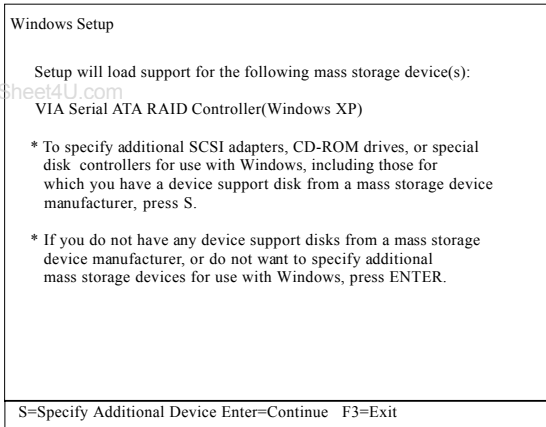 Windows Setup
Setup will load support for the following mass storage device(s):
heet4U.com
VIA Serial ATA RAID Controller(Windows XP)
* To specify additional SCSI adapters, CD-ROM drives, or special
disk controllers for use with Windows, including those for
which you have a device support disk from a mass storage device
manufacturer, press S.
* If you do not have any device support disks from a mass storage
device manufacturer, or do not want to specify additional
mass storage devices for use with Windows, press ENTER.
S=Specify Additional Device Enter=Continue F3=Exit